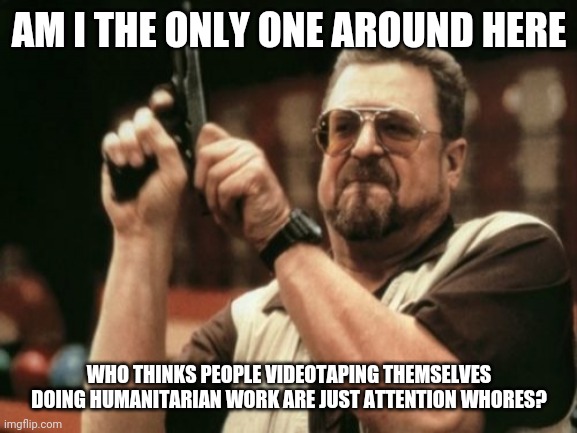 AM I THE ONLY ONE AROUND HERE
WHO THINKS PEOPLE VIDEOTAPING THEMSELVES
DOING HUMANITARIAN WORK ARE JUST ATTENTION WHORES?
imgflip.com